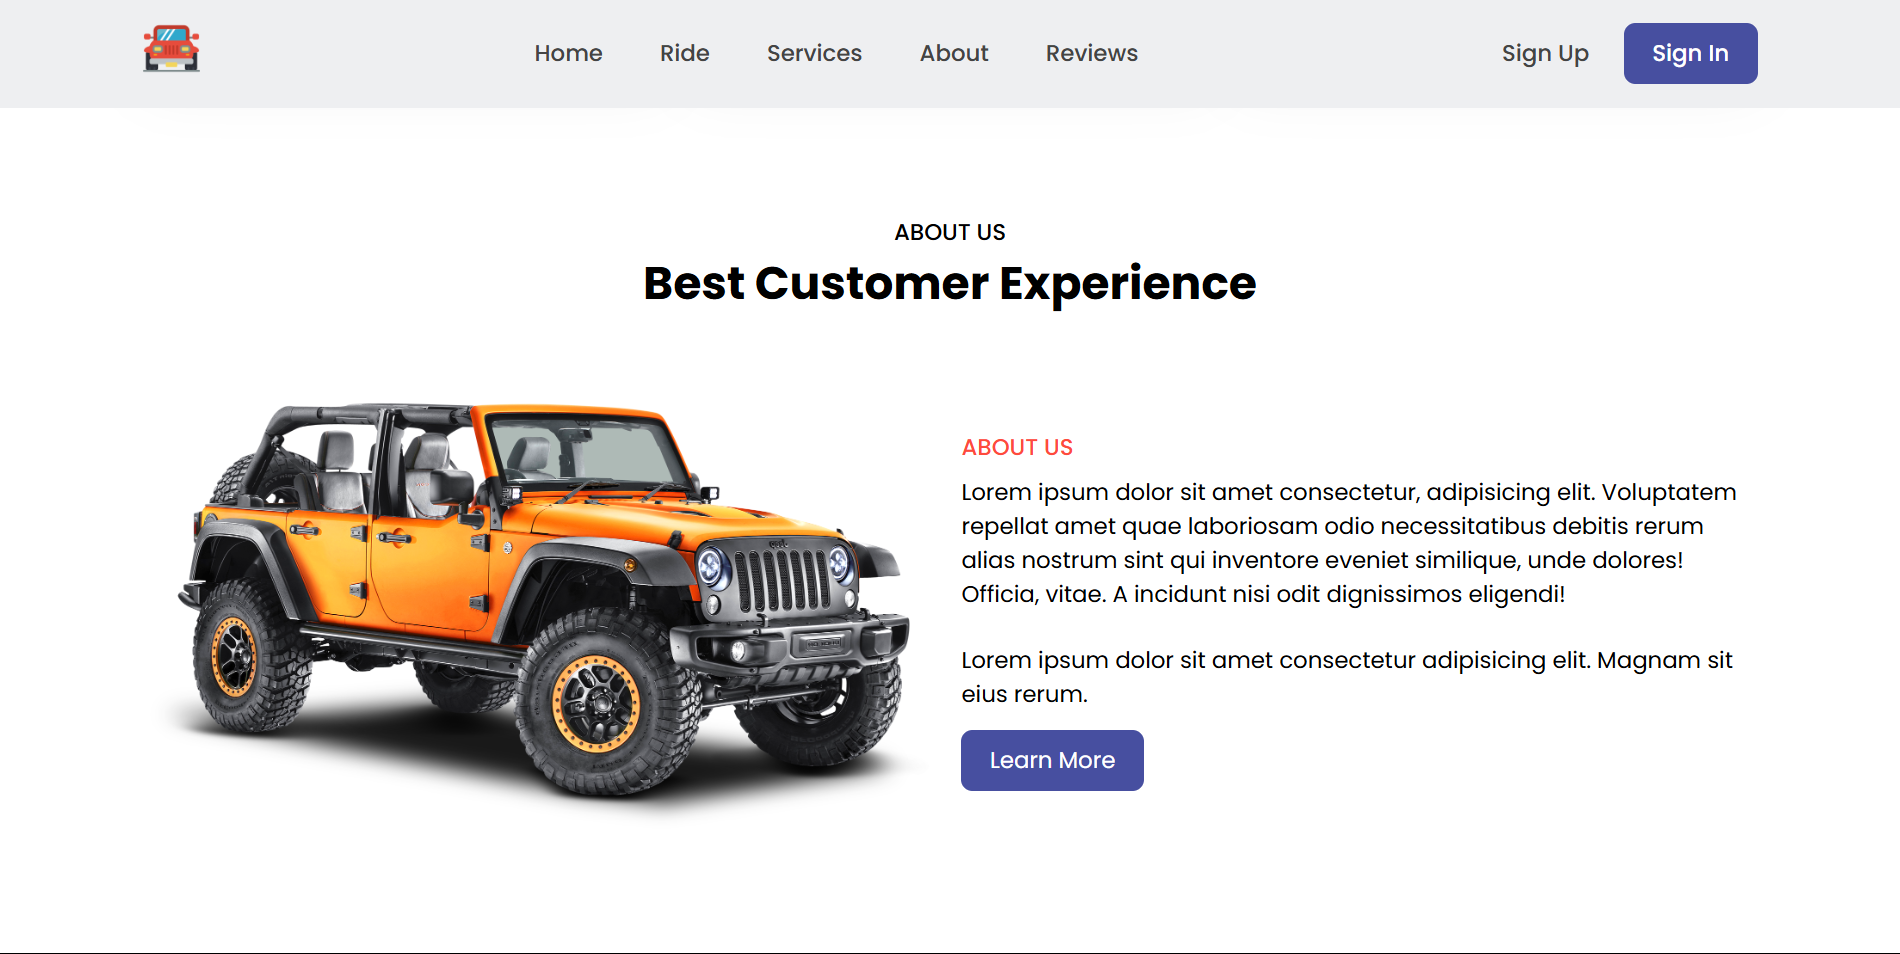 Home Ride Services About Reviews Sign Up Sign In
ABOUT US
Best Customer Experience
ABOUT US
Lorem ipsum dolor sit amet consectetur, adipisicing elit. Voluptatem
repellat amet quae laboriosam odio necessitatibus debitis rerum
alias nostrum sint qui inventore eveniet similique, unde dolores!
Officia, vitae. A incidunt nisi odit dignissimos eligendi!
Lorem ipsum dolor sit amet consectetur adipisicing elit. Magnam sit
eius rerum.
Learn More